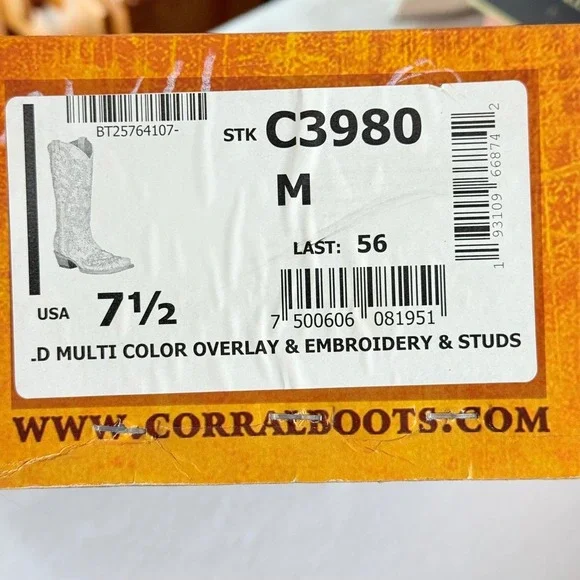 BT25764107-
STK C3980
M
LAST: 56
1 93109 66874 2
USA 7½
7 500606 081951
.D MULTI COLOR OVERLAY & EMBROIDERY & STUDS
WWW.CORRALBOOTS.COM